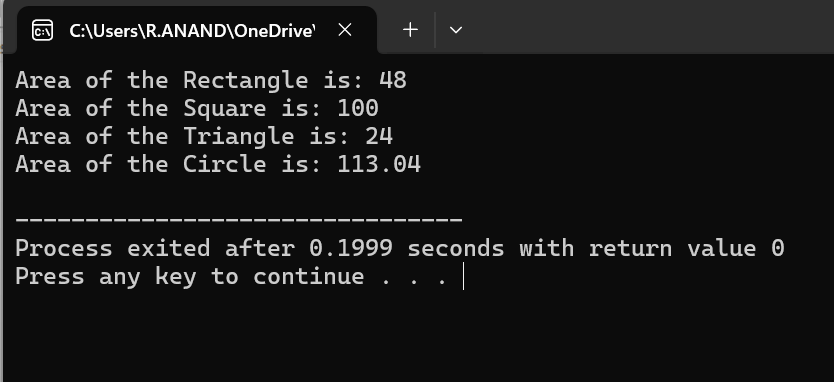 C:\Users\R.ANAND\OneDrive\
Area of the Rectangle is: 48
Area of the Square is: 100
Area of the Triangle is: 24
Area of the Circle is: 113.04
--------------------------------
Process exited after 0.1999 seconds with return value 0
Press any key to continue . . .